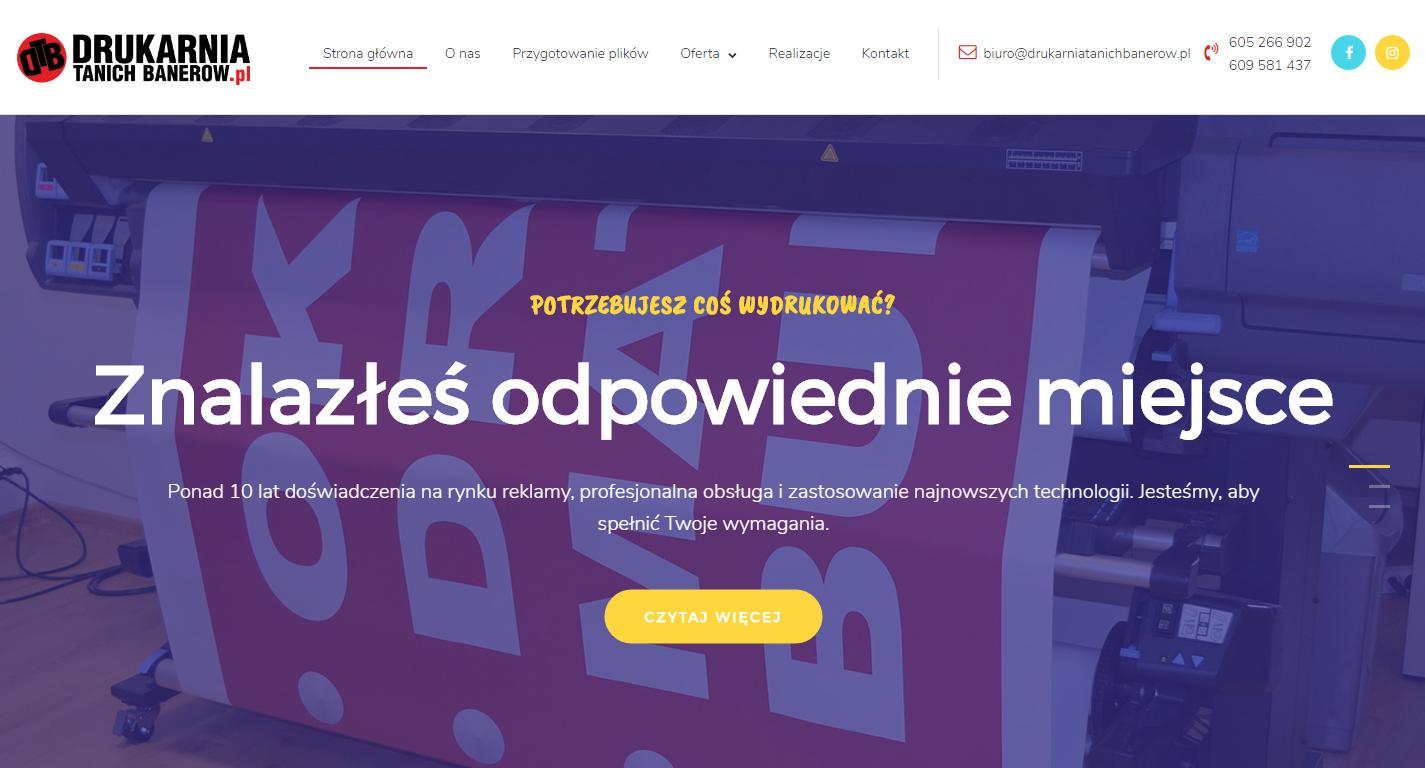 DTB DRUKARNIA
TANICH BANEROW.pl
Strona główna
O nas
Przygotowanie plików
Oferta
Realizacje
Kontakt
biuro@drukarniatanichbanerow.pl
605 266 902
609 581 437
POTRZEBUJESZ COŚ WYDRUKOWAĆ?
Znalazłeś odpowiednie miejsce
Ponad 10 lat doświadczenia na rynku reklamy, profesjonalna obsługa i zastosowanie najnowszych technologii. Jesteśmy, aby
spełnić Twoje wymagania.
CZYTAJ WIĘCEJ